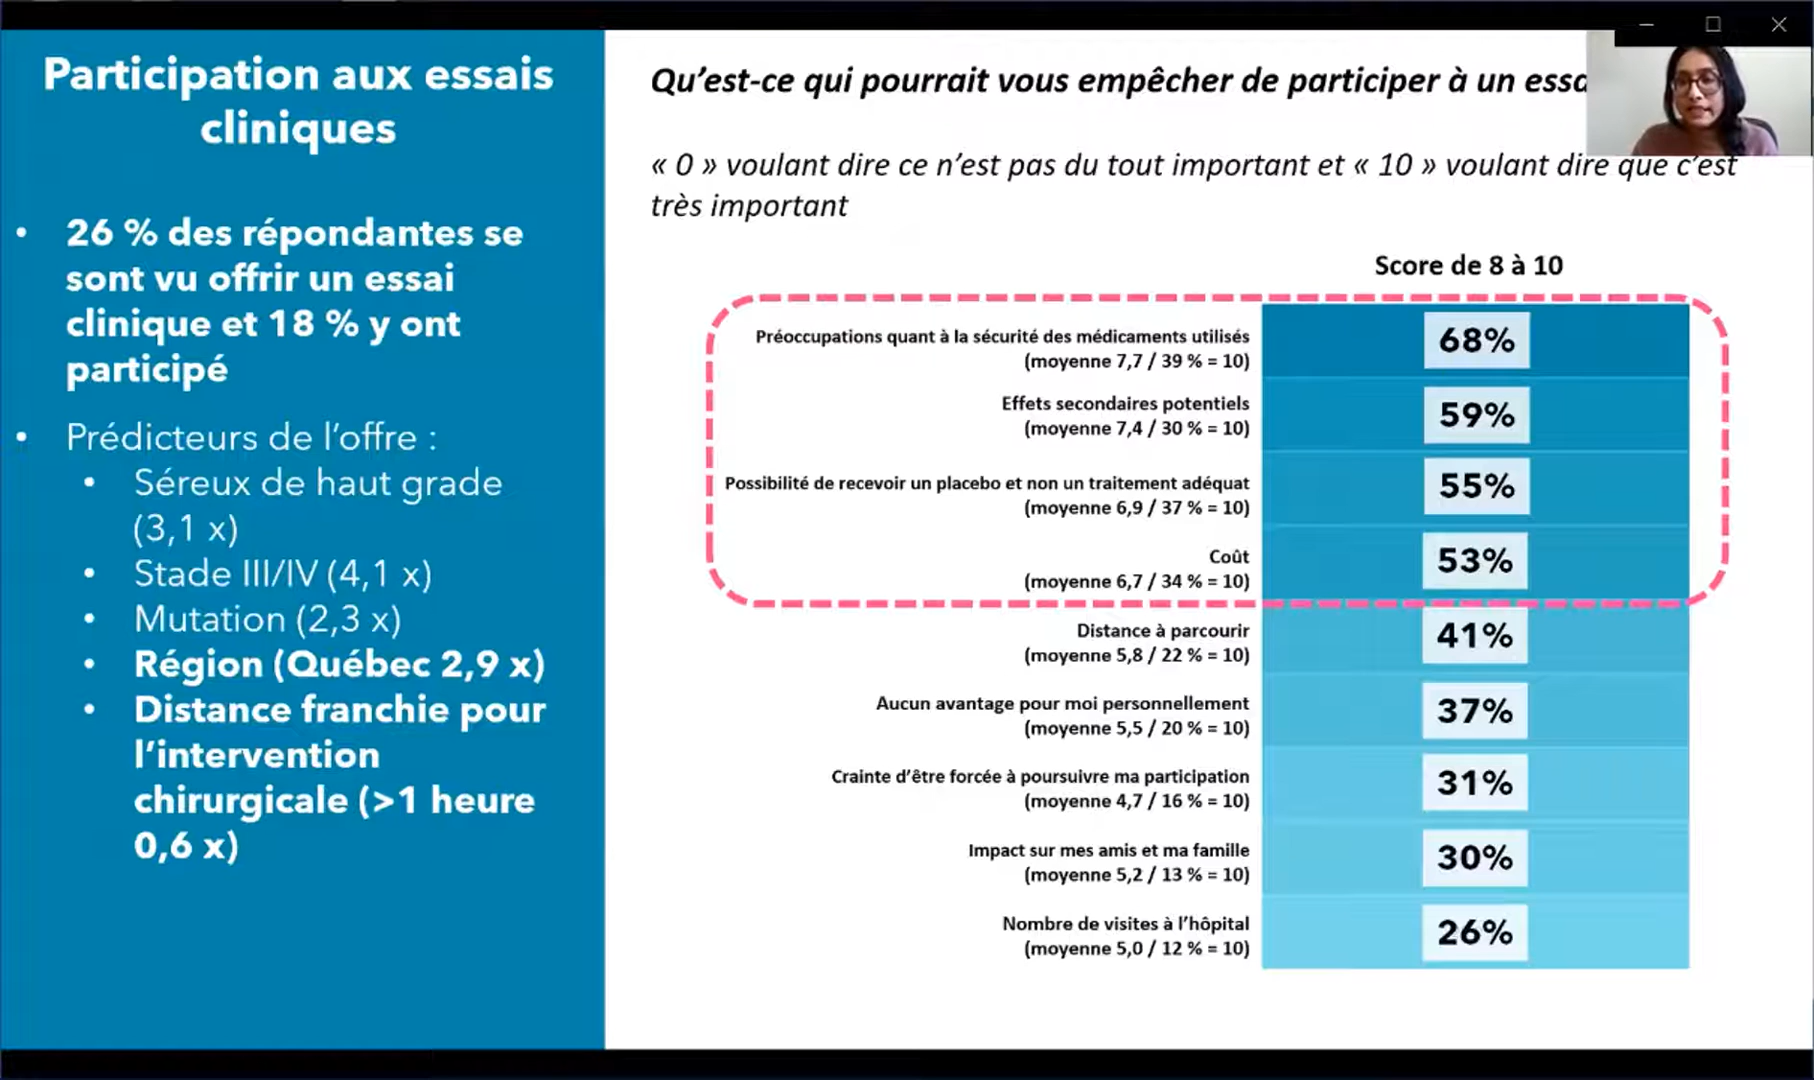 Participation aux essais
cliniques
• 26 % des répondantes se
sont vu offrir un essai
clinique et 18 % y ont
participé
• Prédicteurs de l’offre :
• Séreux de haut grade
(3,1 x)
• Stade III/IV (4,1 x)
• Mutation (2,3 x)
• Région (Québec 2,9 x)
• Distance franchie pour
l’intervention
chirurgicale (>1 heure
0,6 x)
Qu’est-ce qui pourrait vous empêcher de participer à un
« 0 » voulant dire ce n’est pas du tout important et « 10 » voulant dire que c’est
très important
Score de 8 à 10
Préoccupations quant à la sécurité des médicaments utilisés
(moyenne 7,7 / 39 % = 10)
68%
Effets secondaires potentiels
(moyenne 7,4 / 30 % = 10)
59%
Possibilité de recevoir un placebo et non un traitement adéquat
(moyenne 6,9 / 37 % = 10)
55%
Coût
(moyenne 6,7 / 34 % = 10)
53%
Distance à parcourir
(moyenne 5,8 / 22 % = 10)
41%
Aucun avantage pour moi personnellement
(moyenne 5,5 / 20 % = 10)
37%
Crainte d’être forcée à poursuivre ma participation
(moyenne 4,7 / 16 % = 10)
31%
Impact sur mes amis et ma famille
(moyenne 5,2 / 13 % = 10)
30%
Nombre de visites à l’hôpital
(moyenne 5,0 / 12 % = 10)
26%